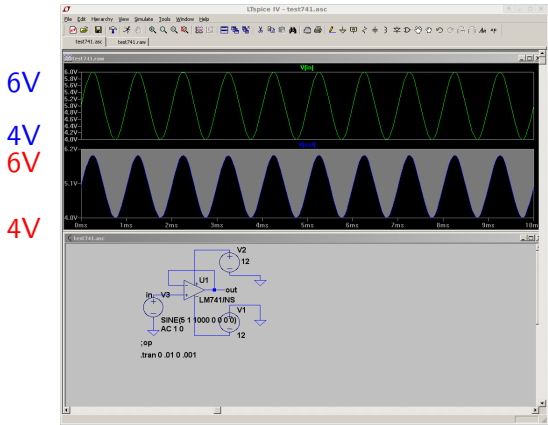 LTspice IV - test741.asc
File Edit Hierarchy View Simulate Tools Window Help
test741.asc test741.raw
test741.raw
V(in)
6V
6.0V
5.8V
5.6V
5.4V
5.2V
5.0V
4.8V
4.6V
4.4V
4.2V
4.0V
4V
V(out)
6V
6.2V
5.1V
4.0V
4V
0ms 1ms 2ms 3ms 4ms 5ms 6ms 7ms 8ms 9ms 10ms
test741.asc
V2
12
U1
out
in V3
LM741/NS
V1
SINE(5 1 1000 0 0 0 0)
AC 1 0
12
;op
.tran 0 .01 0 .001